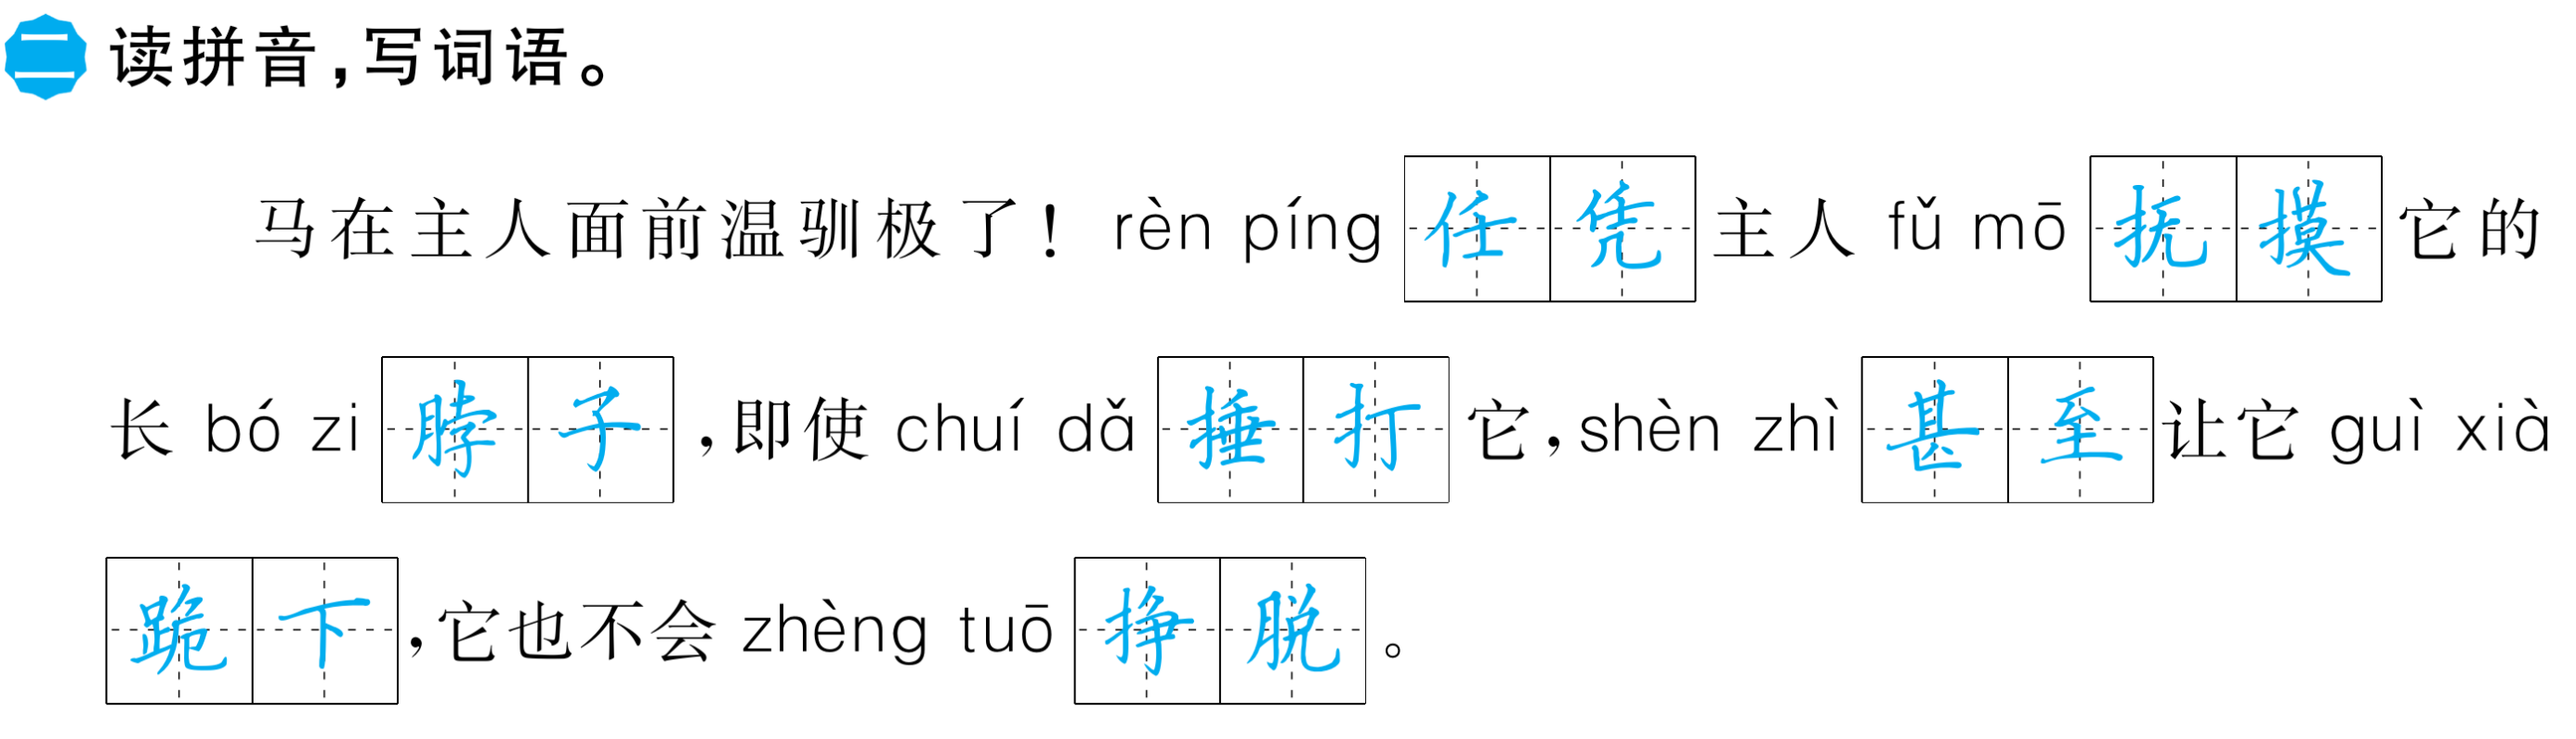 二 读拼音,写词语。
马在主人面前温驯极了! rèn píng 任凭 主人 fǔ mō 抚摸 它的
长 bó zi 脖子 ,即使 chuí dǎ 捶打 它,shèn zhì 甚至 让它 guì xià
跪下 ,它也不会 zhèng tuō 挣脱 。